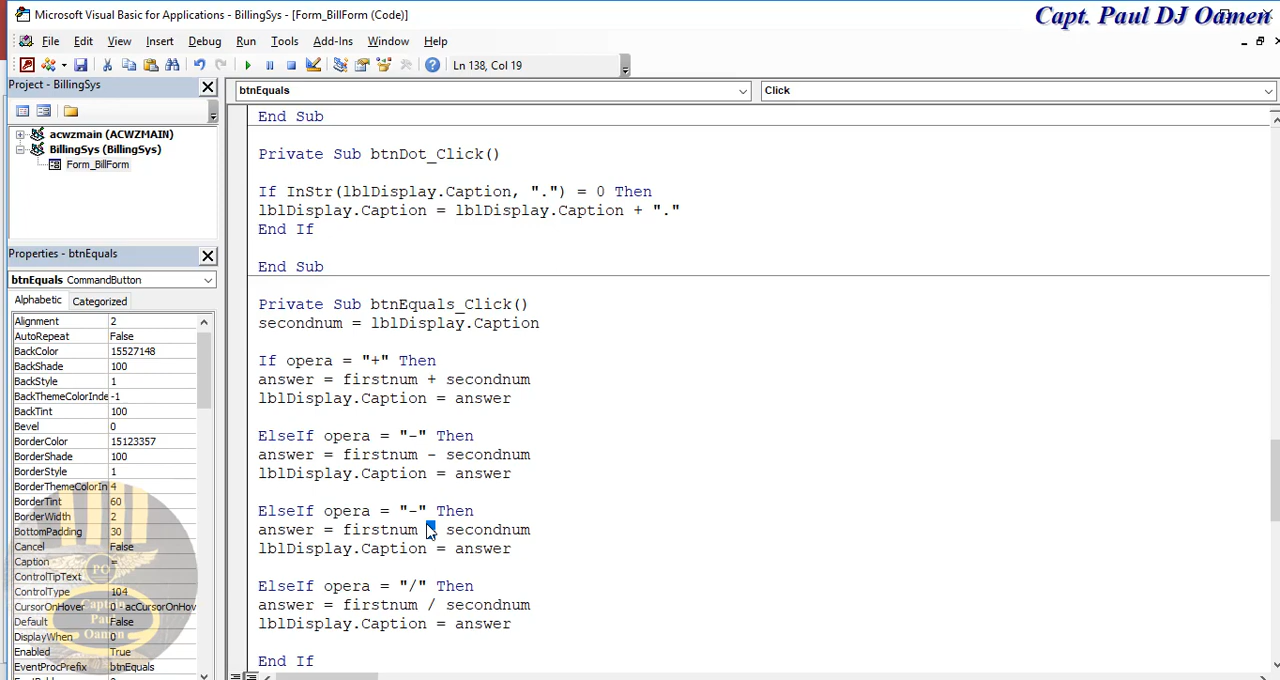 Microsoft Visual Basic for Applications - BillingSys - [Form_BillForm (Code)]
Capt. Paul DJ Oamen
File Edit View Insert Debug Run Tools Add-Ins Window Help
Ln 138, Col 19
Project - BillingSys
acwzmain (ACWZMAIN)
BillingSys (BillingSys)
Form_BillForm
Properties - btnEquals
btnEquals CommandButton
Alphabetic Categorized
Alignment 2
AutoRepeat False
BackColor 15527148
BackShade 100
BackStyle 1
BackThemeColorInde -1
BackTint 100
Bevel 0
BorderColor 15123357
BorderShade 100
BorderStyle 1
BorderThemeColorIn 4
BorderTint 60
BorderWidth 2
BottomPadding 30
Cancel False
Caption =
ControlTipText
ControlType 104
CursorOnHover 0 - acCursorOnHov
Default False
DisplayWhen 0
Enabled True
EventProcPrefix btnEquals
PO
Captain
Paul
Oamen
btnEquals
Click
End Sub
Private Sub btnDot_Click()
If InStr(lblDisplay.Caption, ".") = 0 Then
lblDisplay.Caption = lblDisplay.Caption + "."
End If
End Sub
Private Sub btnEquals_Click()
secondnum = lblDisplay.Caption
If opera = "+" Then
answer = firstnum + secondnum
lblDisplay.Caption = answer
ElseIf opera = "-" Then
answer = firstnum - secondnum
lblDisplay.Caption = answer
ElseIf opera = "-" Then
answer = firstnum secondnum
lblDisplay.Caption = answer
ElseIf opera = "/" Then
answer = firstnum / secondnum
lblDisplay.Caption = answer
End If